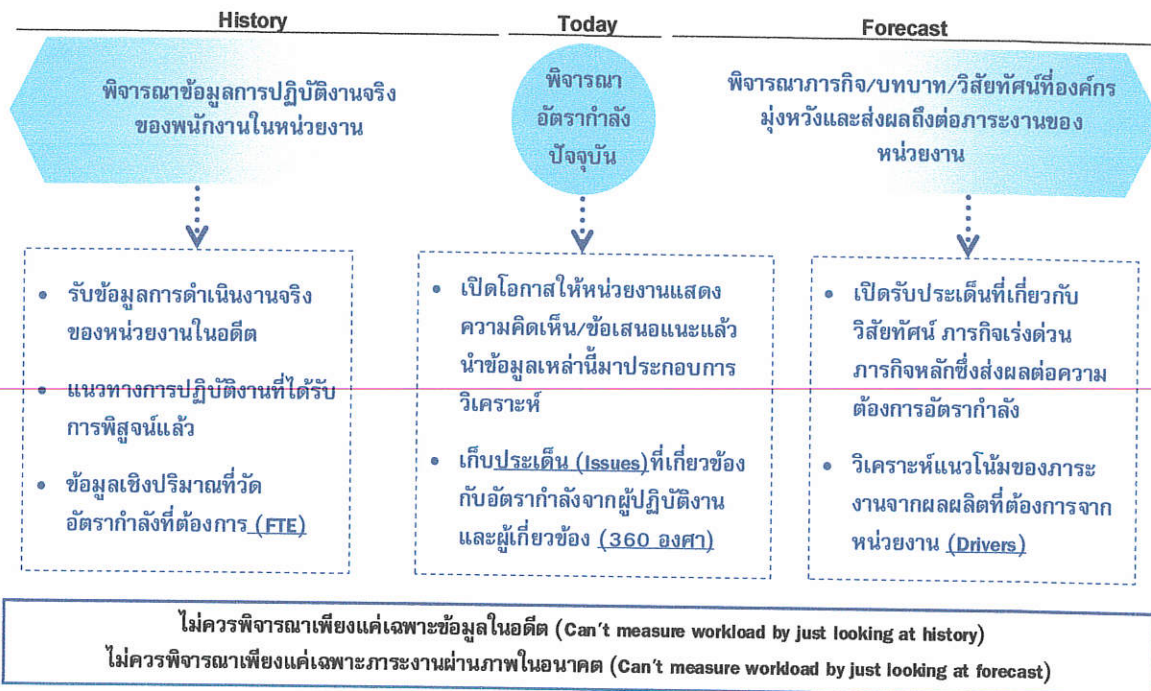 History
Today
Forecast
พิจารณาข้อมูลการปฏิบัติงานจริง
ของพนักงานในหน่วยงาน
พิจารณา
อัตรากำลัง
ปัจจุบัน
พิจารณาภารกิจ/บทบาท/วิสัยทัศน์ที่องค์กร
มุ่งหวังและส่งผลถึงต่อภาระงานของ
หน่วยงาน
• รับข้อมูลการดำเนินงานจริง
ของหน่วยงานในอดีต
• แนวทางการปฏิบัติงานที่ได้รับ
การพิสูจน์แล้ว
• ข้อมูลเชิงปริมาณที่วัด
อัตรากำลังที่ต้องการ (FTE)
• เปิดโอกาสให้หน่วยงานแสดง
ความคิดเห็น/ข้อเสนอแนะแล้ว
นำข้อมูลเหล่านี้มาประกอบการ
วิเคราะห์
• เก็บประเด็น (Issues)ที่เกี่ยวข้อง
กับอัตรากำลังจากผู้ปฏิบัติงาน
และผู้เกี่ยวข้อง (360 องศา)
• เปิดรับประเด็นที่เกี่ยวกับ
วิสัยทัศน์ ภารกิจเร่งด่วน
ภารกิจหลักซึ่งส่งผลต่อความ
ต้องการอัตรากำลัง
• วิเคราะห์แนวโน้มของภาระ
งานจากผลผลิตที่ต้องการจาก
หน่วยงาน (Drivers)
ไม่ควรพิจารณาเพียงแค่เฉพาะข้อมูลในอดีต (Can't measure workload by just looking at history)
ไม่ควรพิจารณาเพียงแค่เฉพาะภาระงานผ่านภาพในอนาคต (Can't measure workload by just looking at forecast)